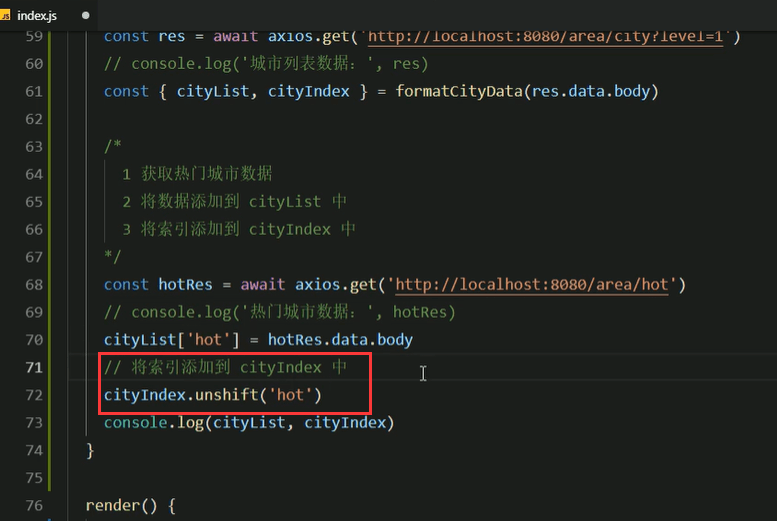 index.js
59 const res = await axios.get('http://localhost:8080/area/city?level=1')
60 // console.log('城市列表数据：', res)
61 const { cityList, cityIndex } = formatCityData(res.data.body)
62
63 /*
64 1 获取热门城市数据
65 2 将数据添加到 cityList 中
66 3 将索引添加到 cityIndex 中
67 */
68 const hotRes = await axios.get('http://localhost:8080/area/hot')
69 // console.log('热门城市数据：', hotRes)
70 cityList['hot'] = hotRes.data.body
71 // 将索引添加到 cityIndex 中
72 cityIndex.unshift('hot')
73 console.log(cityList, cityIndex)
74 }
75
76 render() {